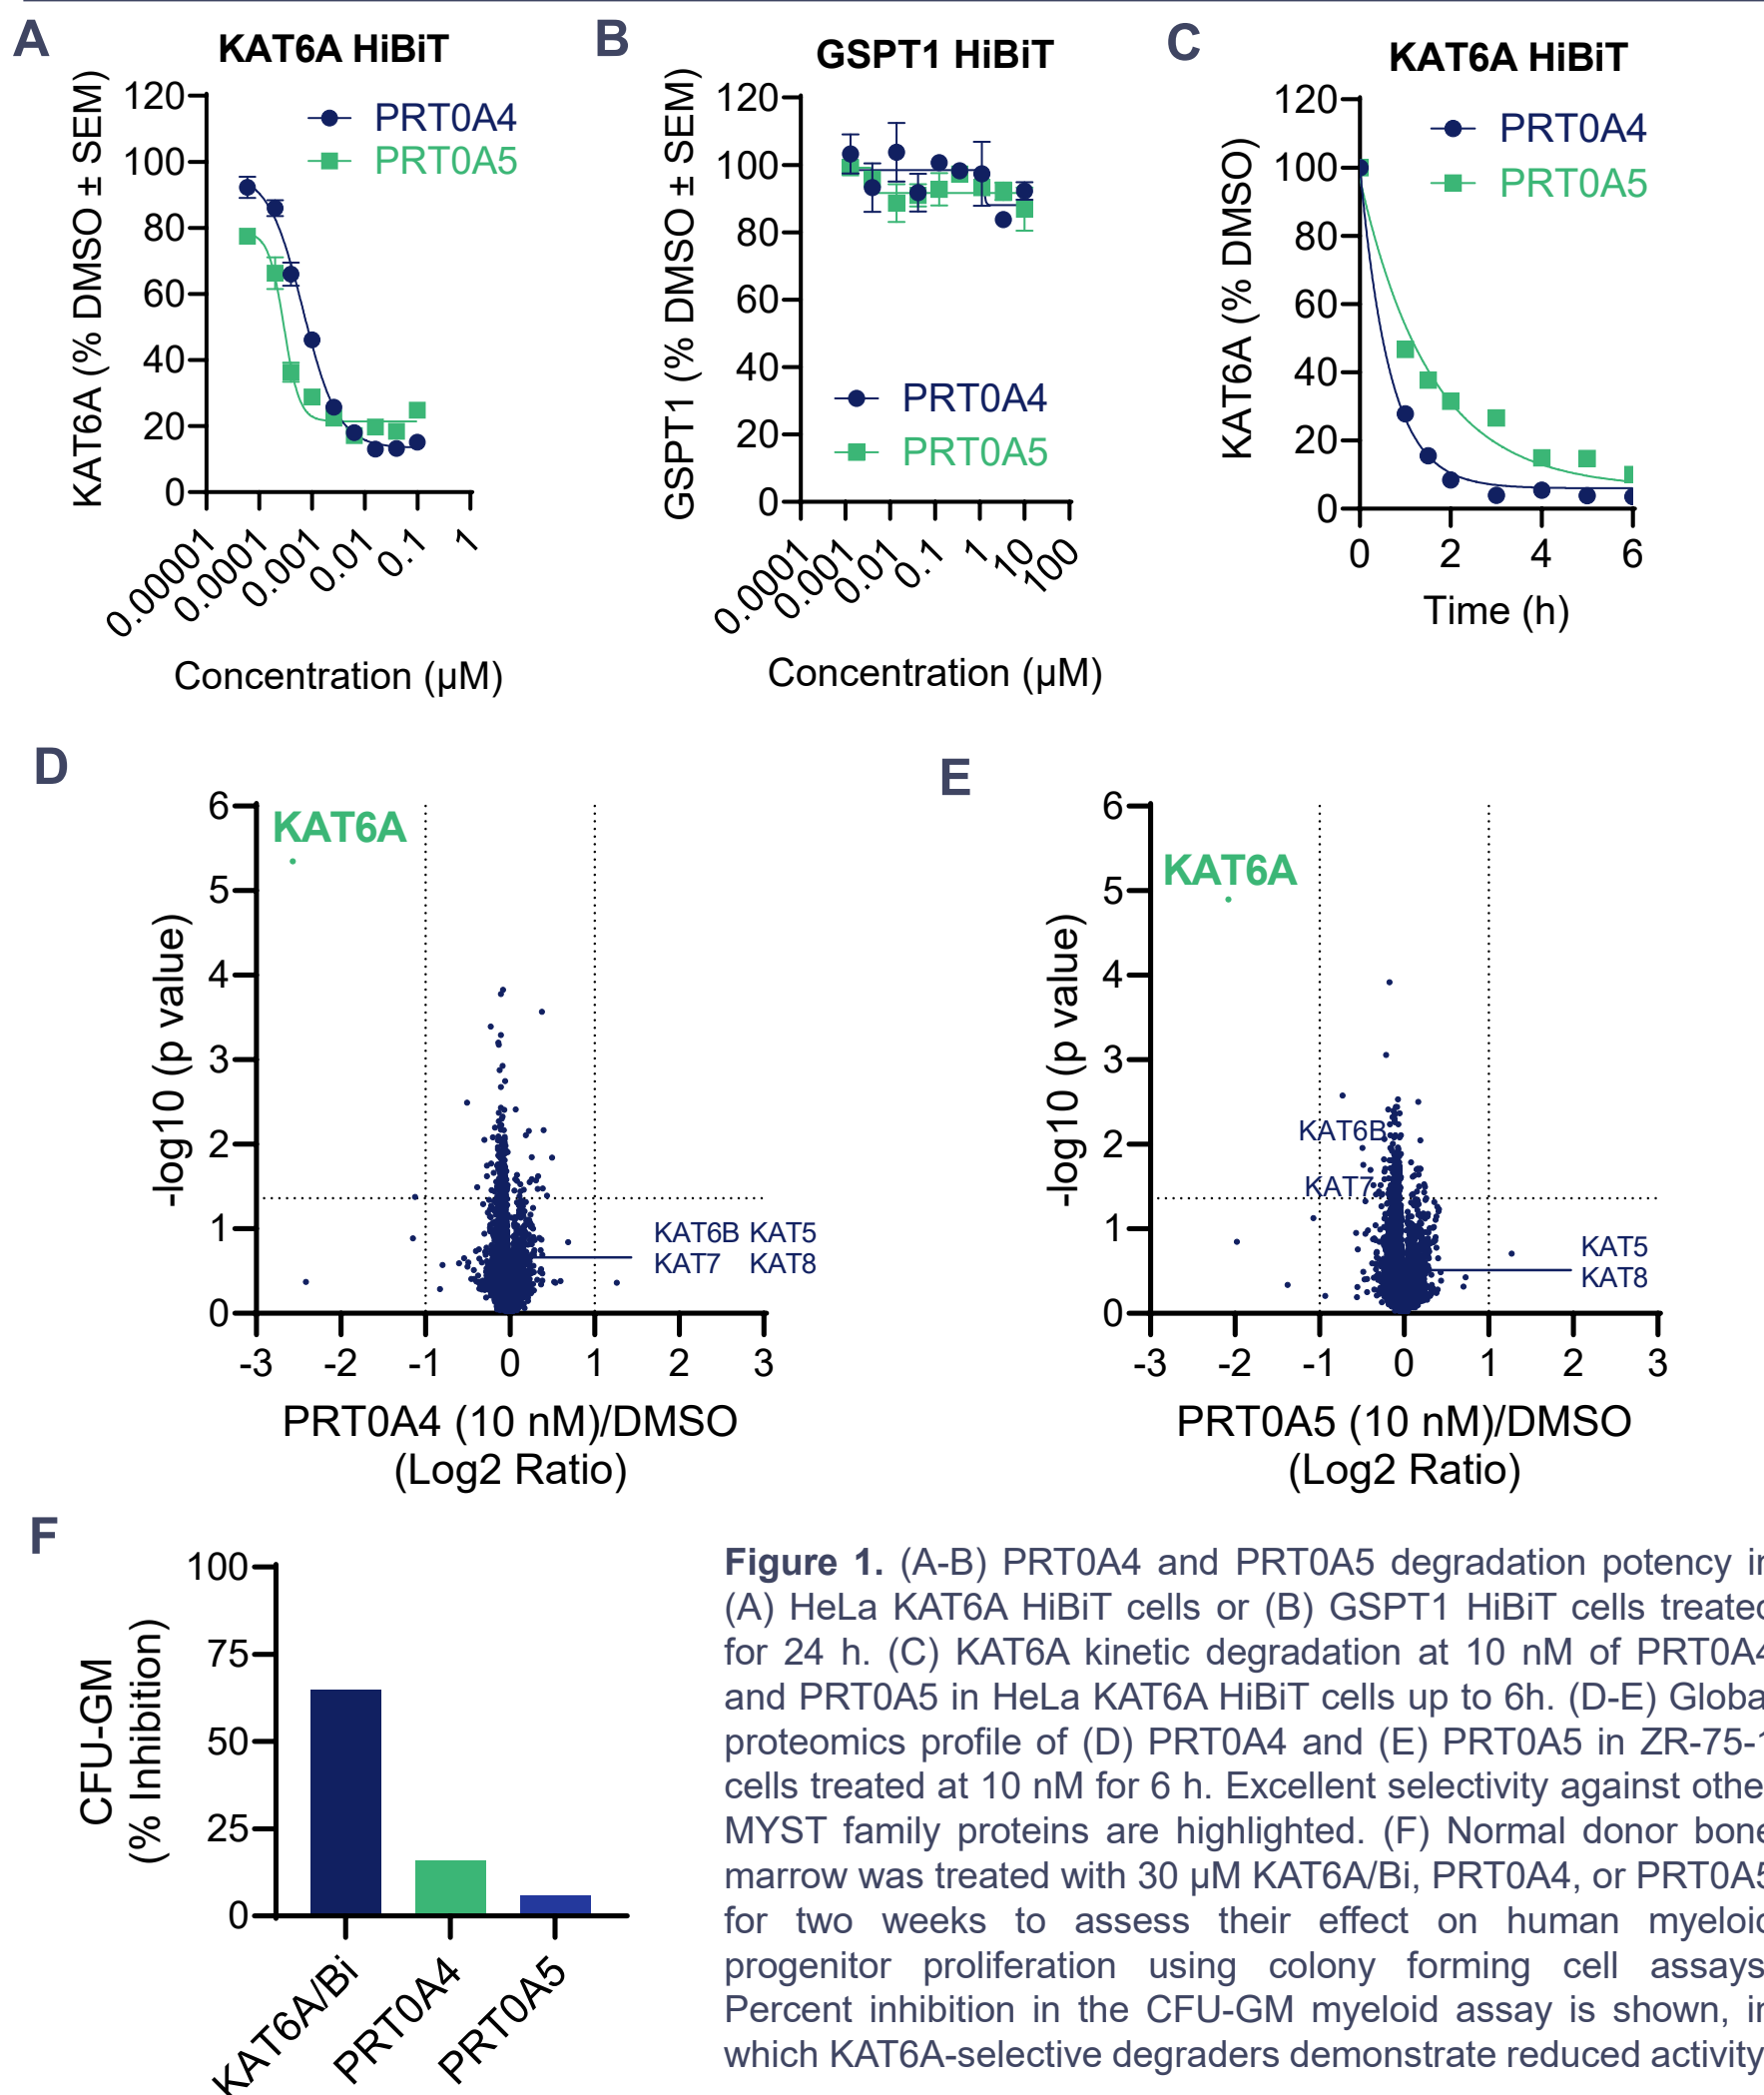 A
KAT6A HiBiT
KAT6A (% DMSO ± SEM)
120
100
80
60
40
20
0
PRT0A4
PRT0A5
0.00001
0.0001
0.001
0.01
0.1
1
Concentration (µM)
B
GSPT1 HiBiT
GSPT1 (% DMSO ± SEM)
120
100
80
60
40
20
0
PRT0A4
PRT0A5
0.0001
0.001
0.01
0.1
1
10
100
Concentration (µM)
C
KAT6A HiBiT
KAT6A (% DMSO)
120
100
80
60
40
20
0
PRT0A4
PRT0A5
0 2 4 6
Time (h)
D
-log10 (p value)
6
5
4
3
2
1
0
KAT6A
KAT6B KAT5
KAT7 KAT8
-3 -2 -1 0 1 2 3
PRT0A4 (10 nM)/DMSO
(Log2 Ratio)
E
-log10 (p value)
6
5
4
3
2
1
0
KAT6A
KAT6B
KAT7
KAT5
KAT8
-3 -2 -1 0 1 2 3
PRT0A5 (10 nM)/DMSO
(Log2 Ratio)
F
CFU-GM
(% Inhibition)
100
75
50
25
0
KAT6A/Bi
PRT0A4
PRT0A5
Figure 1. (A-B) PRT0A4 and PRT0A5 degradation potency in
(A) HeLa KAT6A HiBiT cells or (B) GSPT1 HiBiT cells treated
for 24 h. (C) KAT6A kinetic degradation at 10 nM of PRT0A4
and PRT0A5 in HeLa KAT6A HiBiT cells up to 6h. (D-E) Global
proteomics profile of (D) PRT0A4 and (E) PRT0A5 in ZR-75-1
cells treated at 10 nM for 6 h. Excellent selectivity against other
MYST family proteins are highlighted. (F) Normal donor bone
marrow was treated with 30 µM KAT6A/Bi, PRT0A4, or PRT0A5
for two weeks to assess their effect on human myeloid
progenitor proliferation using colony forming cell assays.
Percent inhibition in the CFU-GM myeloid assay is shown, in
which KAT6A-selective degraders demonstrate reduced activity.